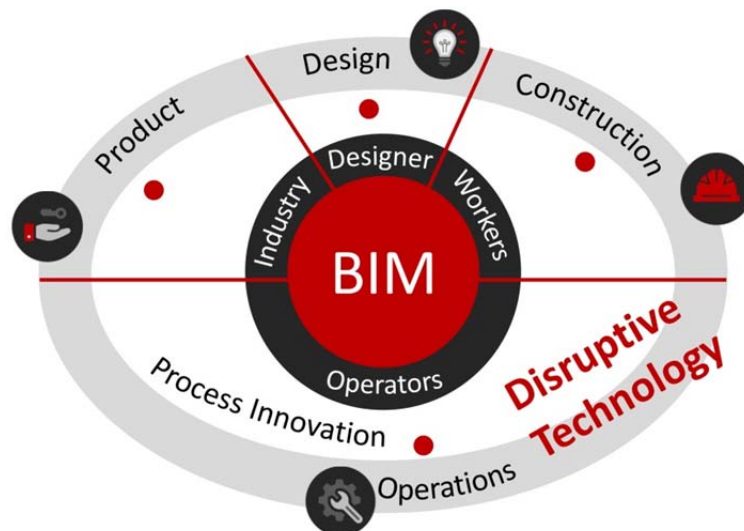 Design
Product
Construction
Designer
Industry
Workers
BIM
Operators
Process Innovation
Disruptive
Technology
Operations